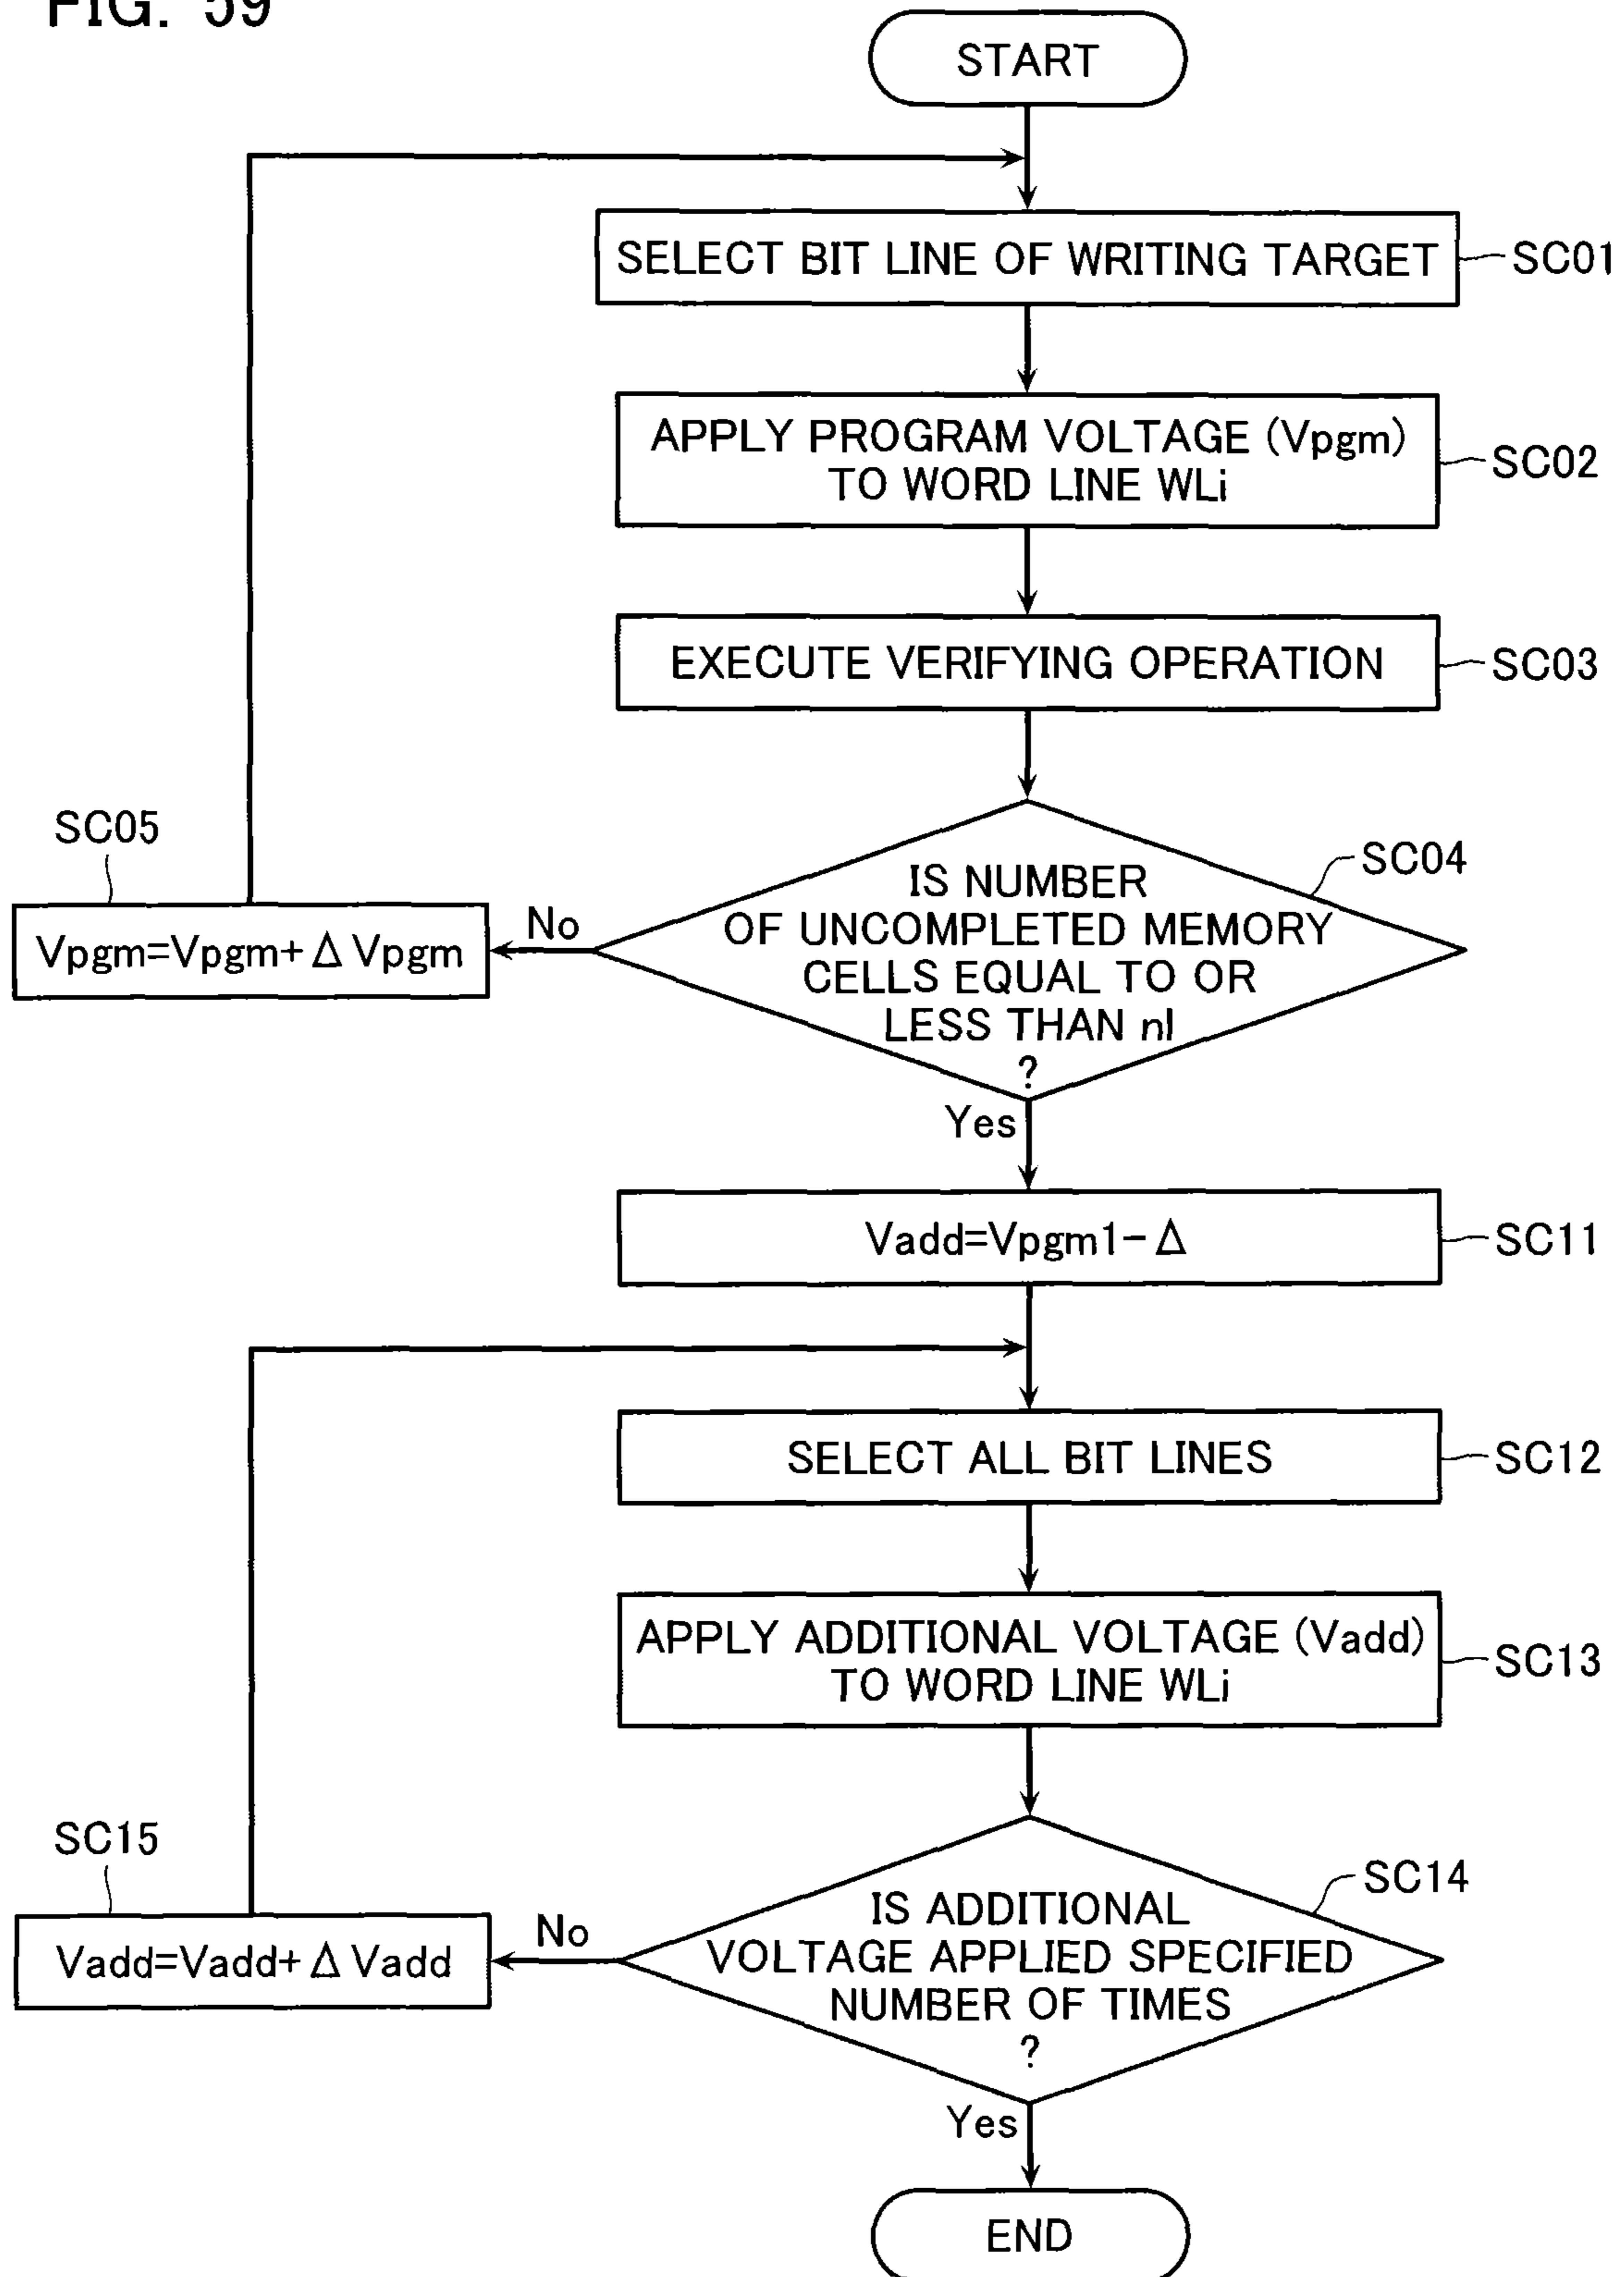 FIG. 59
START
SELECT BIT LINE OF WRITING TARGET
SC01
APPLY PROGRAM VOLTAGE (Vpgm)
TO WORD LINE WLi
SC02
EXECUTE VERIFYING OPERATION
SC03
SC05
Vpgm=Vpgm+Δ Vpgm
No
SC04
IS NUMBER
OF UNCOMPLETED MEMORY
CELLS EQUAL TO OR
LESS THAN nl
?
Yes
Vadd=Vpgm1-Δ
SC11
SELECT ALL BIT LINES
SC12
APPLY ADDITIONAL VOLTAGE (Vadd)
TO WORD LINE WLi
SC13
SC15
Vadd=Vadd+Δ Vadd
No
SC14
IS ADDITIONAL
VOLTAGE APPLIED SPECIFIED
NUMBER OF TIMES
?
Yes
END